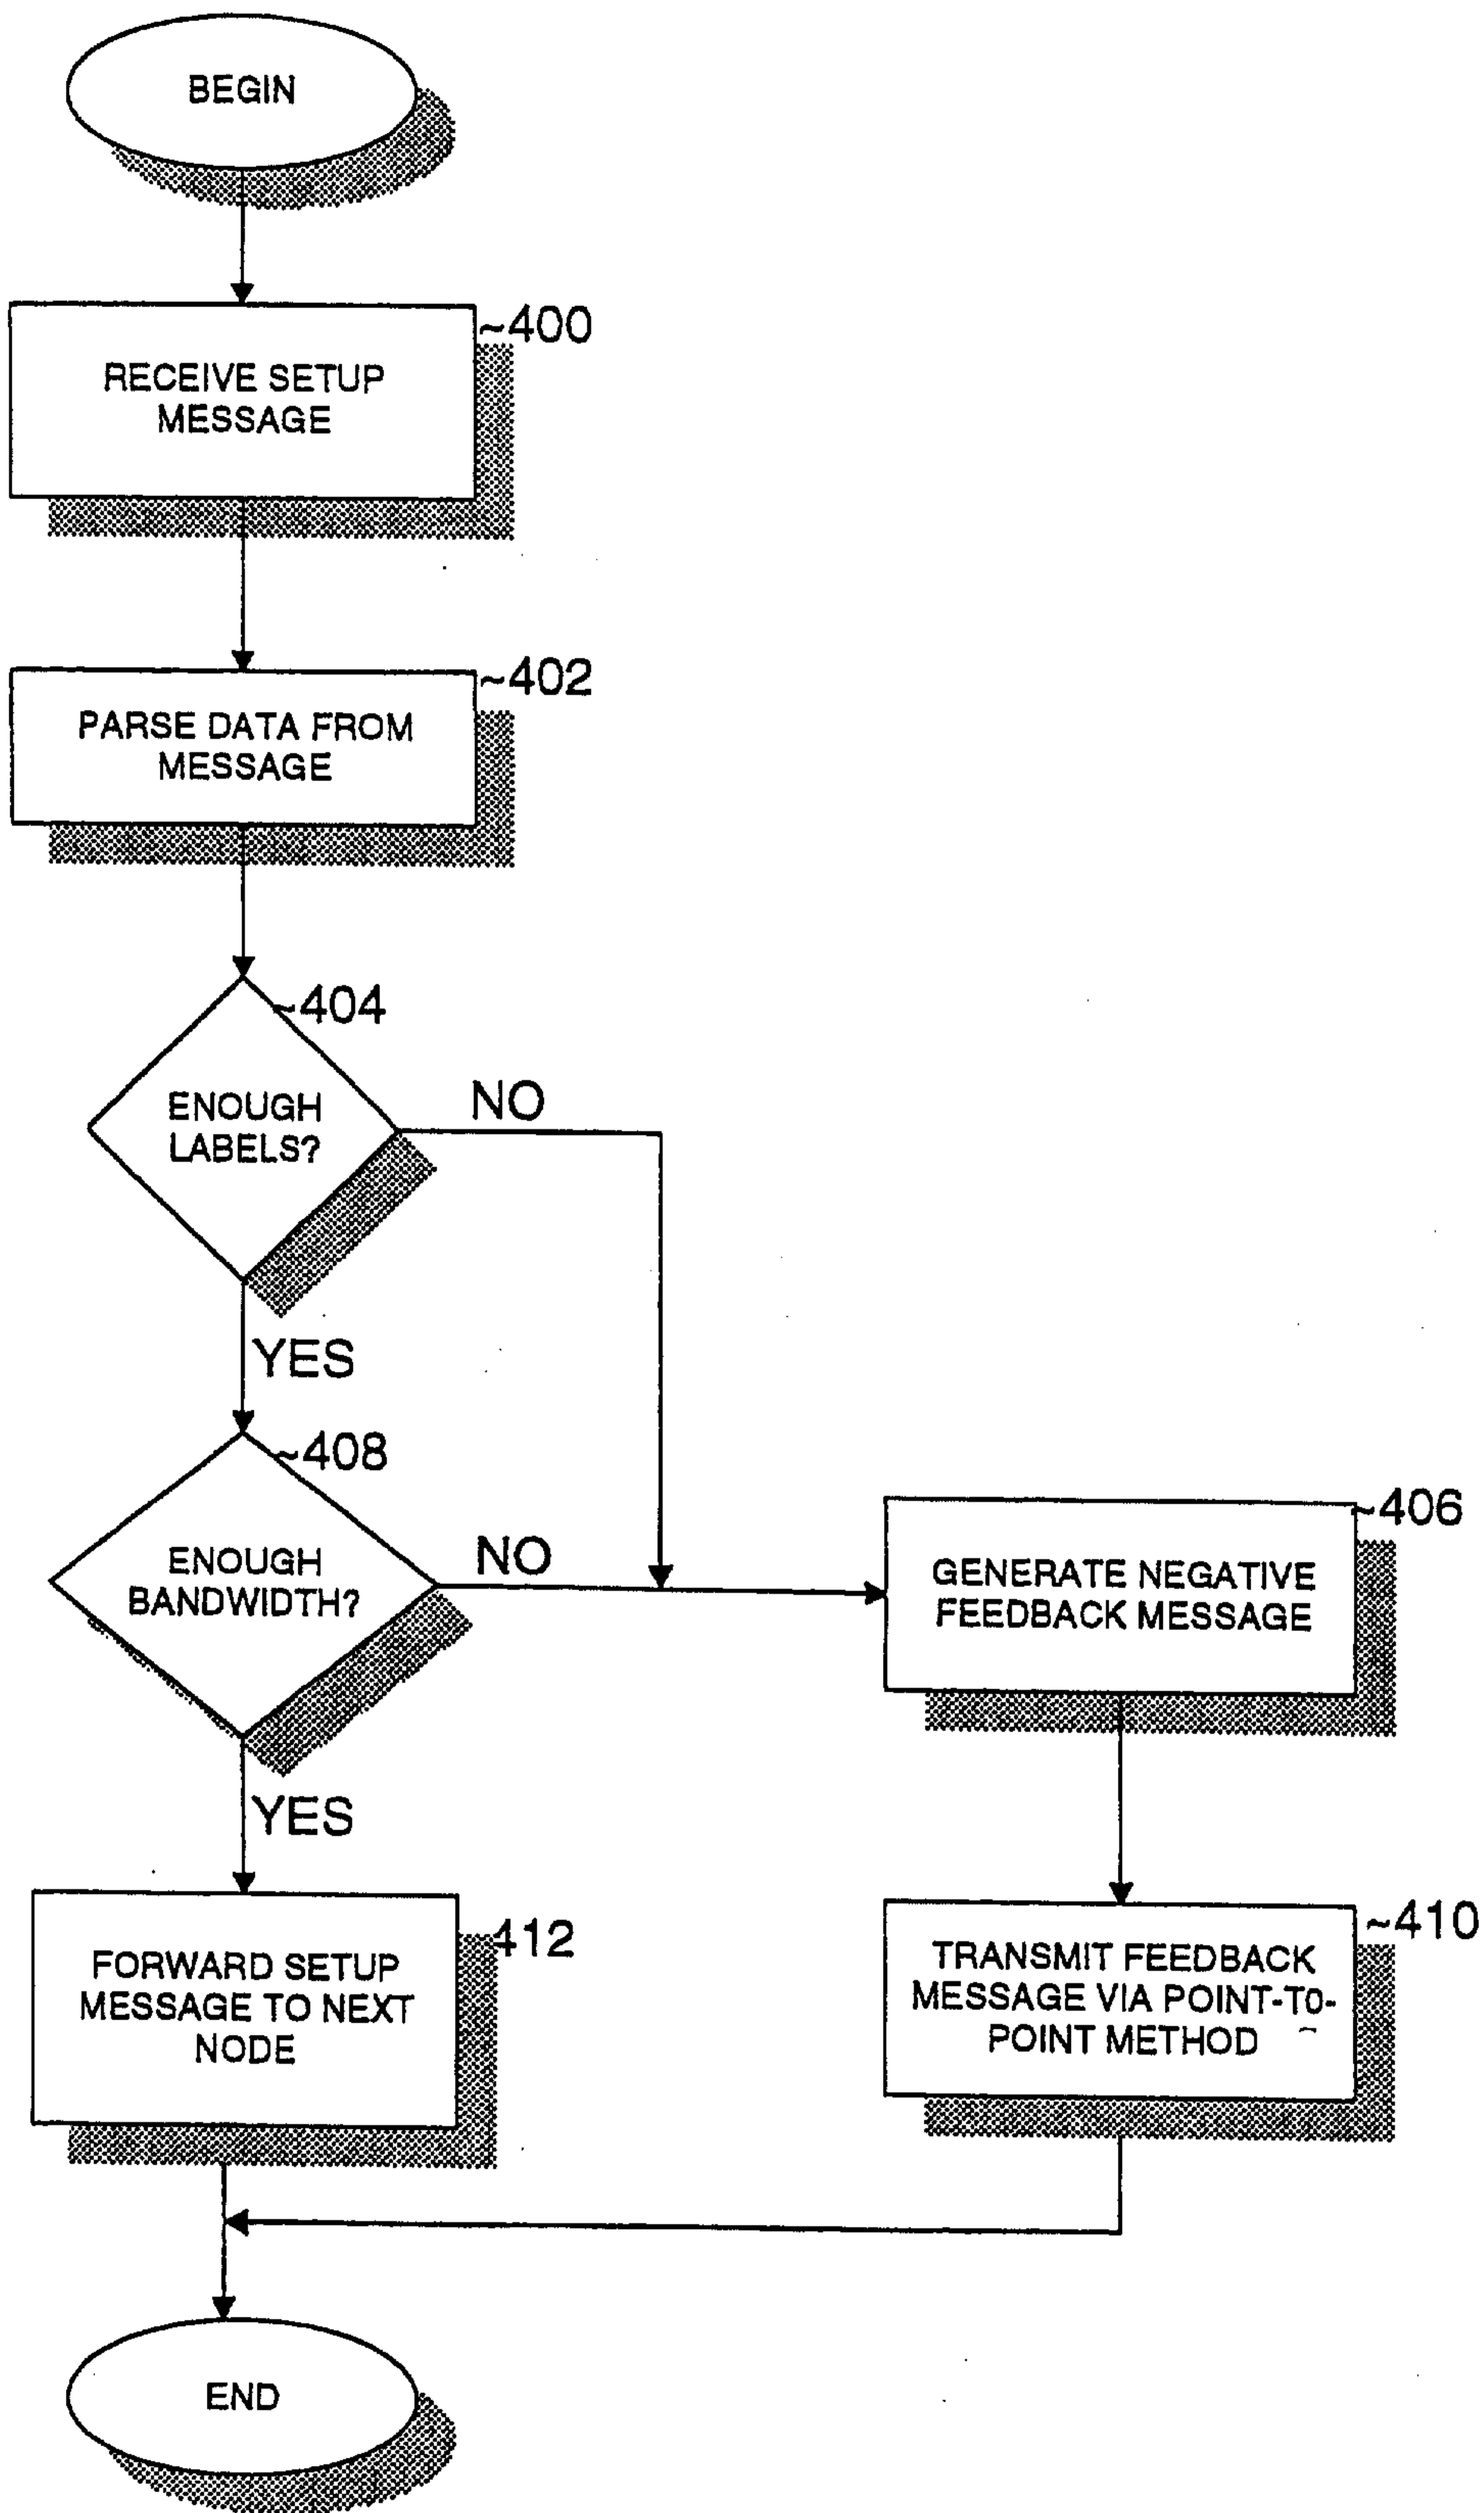 BEGIN
~400
RECEIVE SETUP
MESSAGE
~402
PARSE DATA FROM
MESSAGE
~404
ENOUGH
LABELS?
NO
YES
~408
ENOUGH
BANDWIDTH?
NO
~406
GENERATE NEGATIVE
FEEDBACK MESSAGE
YES
412
FORWARD SETUP
MESSAGE TO NEXT
NODE
~410
TRANSMIT FEEDBACK
MESSAGE VIA POINT-TO-
POINT METHOD
END